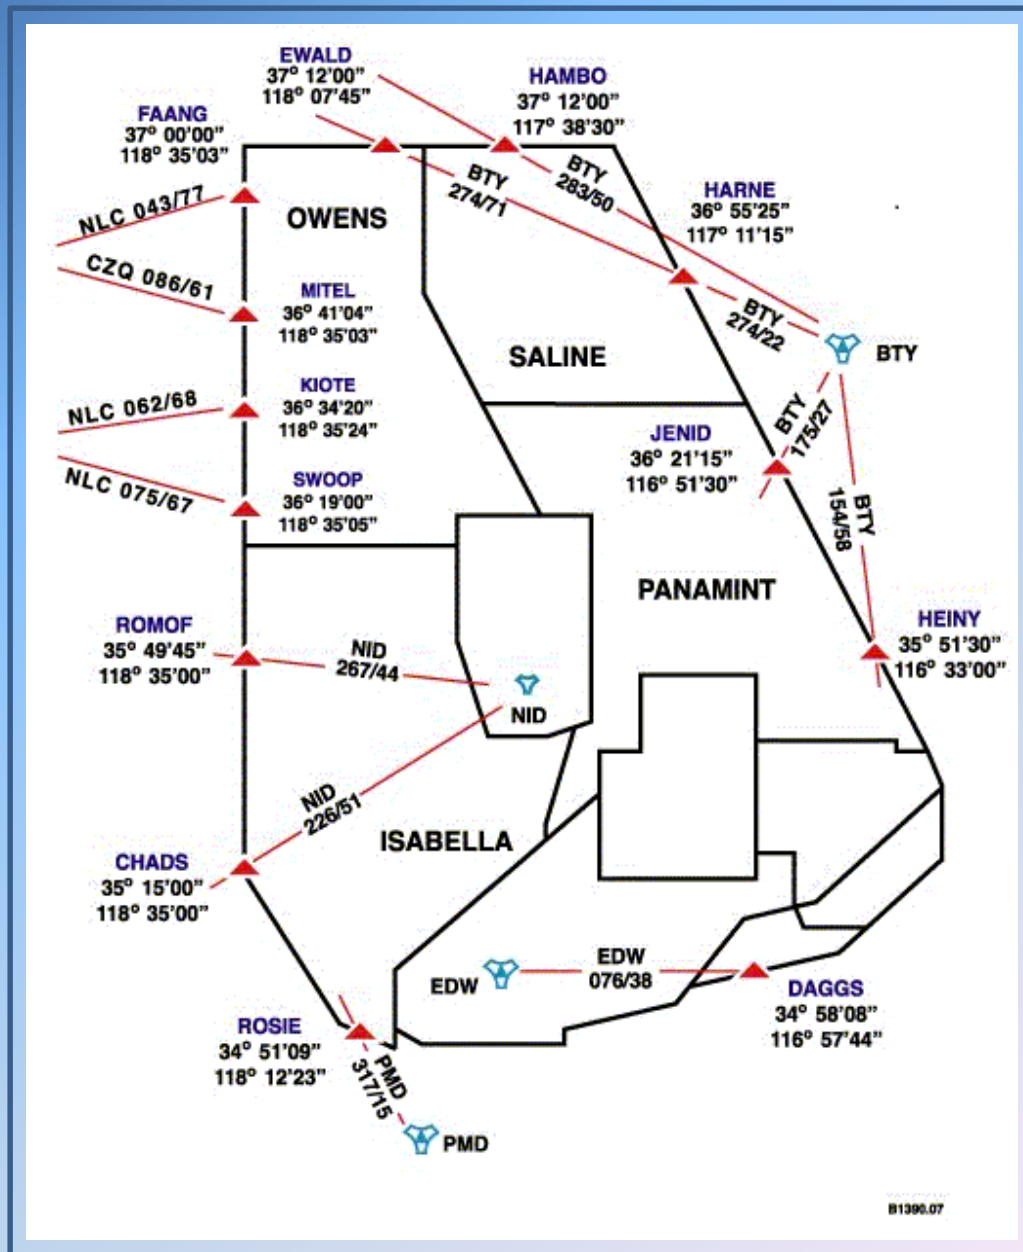 EWALD
37° 12'00"
118° 07'45"
HAMBO
37° 12'00"
117° 38'30"
FAANG
37° 00'00"
118° 35'03"
NLC 043/77
CZQ 086/61
OWENS
BTY
274/71
BTY
283/50
HARNE
36° 55'25"
117° 11'15"
MITEL
36° 41'04"
118° 35'03"
BTY
274/22
BTY
SALINE
NLC 062/68
KIOTE
36° 34'20"
118° 35'24"
NLC 075/67
SWOOP
36° 19'00"
118° 35'05"
JENID
36° 21'15"
116° 51'30"
BTY
175/27
BTY
154/58
PANAMINT
ROMOF
35° 49'45"
118° 35'00"
NID
267/44
NID
HEINY
35° 51'30"
116° 33'00"
NID
226/51
ISABELLA
CHADS
35° 15'00"
118° 35'00"
EDW
EDW
076/38
DAGGS
34° 58'08"
116° 57'44"
ROSIE
34° 51'09"
118° 12'23"
PMD
317/15
PMD
B1390.07